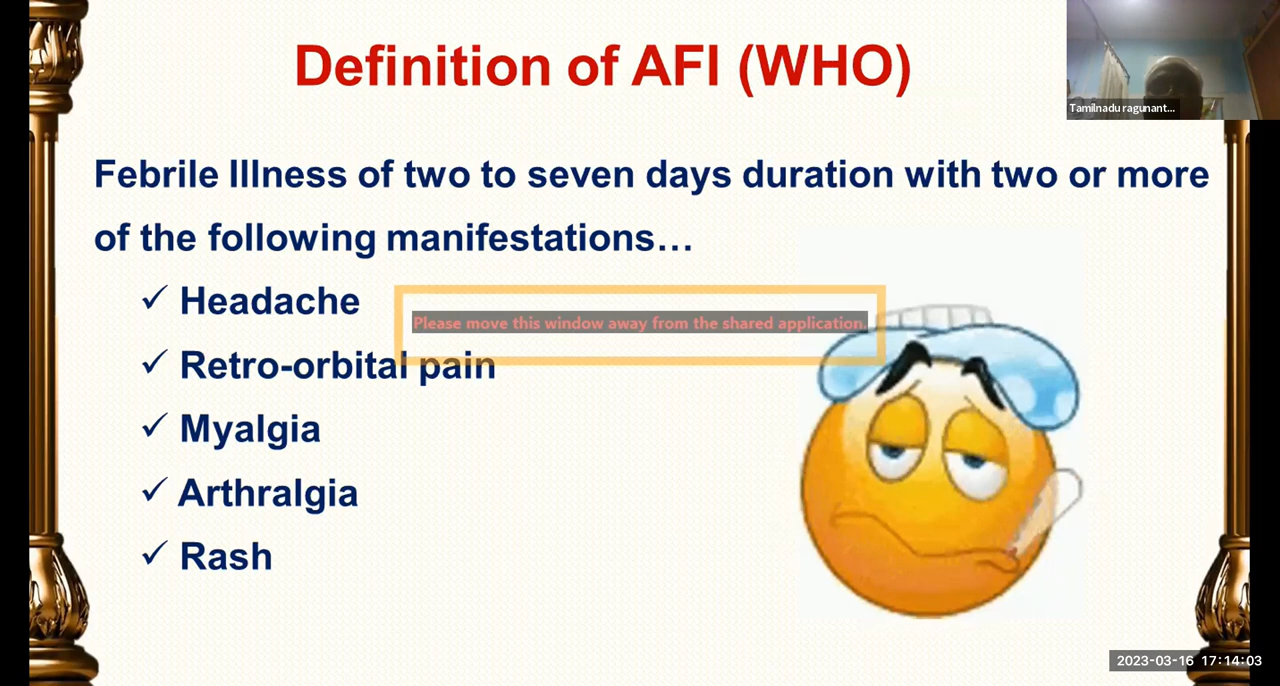 Definition of AFI (WHO)
Tamilnadu ragunant...
Febrile Illness of two to seven days duration with two or more
of the following manifestations…
✓ Headache
Please move this window away from the shared application.
✓ Retro-orbital pain
✓ Myalgia
✓ Arthralgia
✓ Rash
2023-03-16 17:14:03